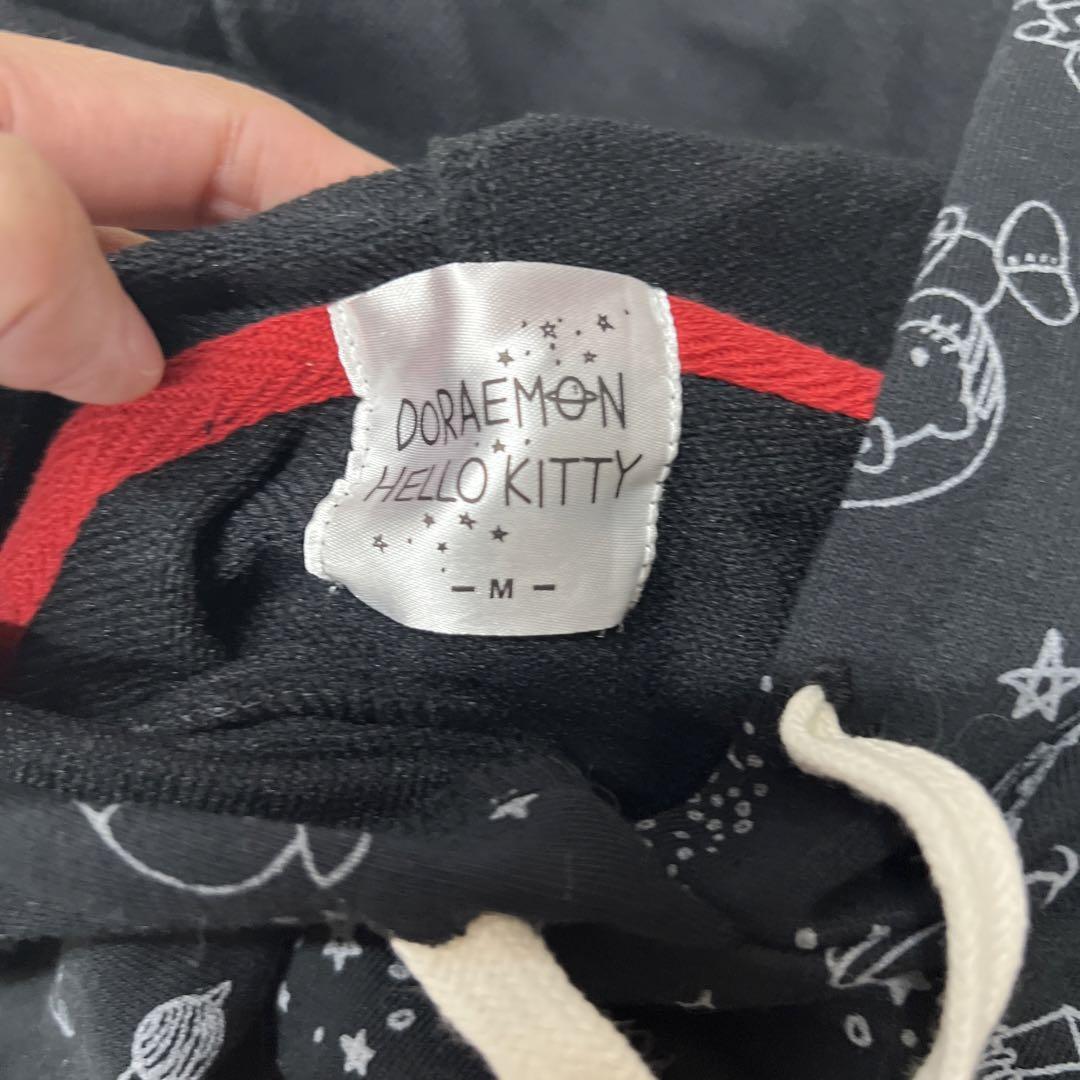 DORAEMON
HELLO KITTY
– M –